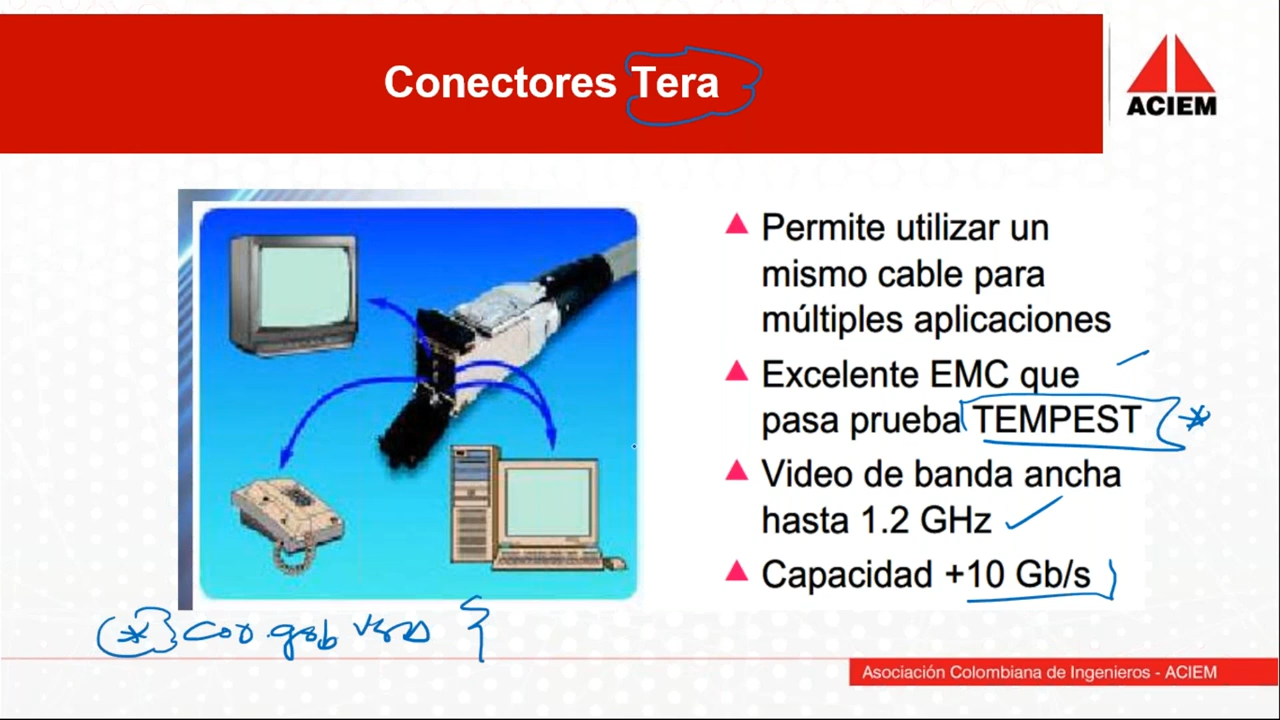 Conectores Tera
ACIEM
Permite utilizar un
mismo cable para
múltiples aplicaciones
Excelente EMC que
pasa prueba TEMPEST *
Video de banda ancha
hasta 1.2 GHz
Capacidad +10 Gb/s
(*)
Asociación Colombiana de Ingenieros - ACIEM